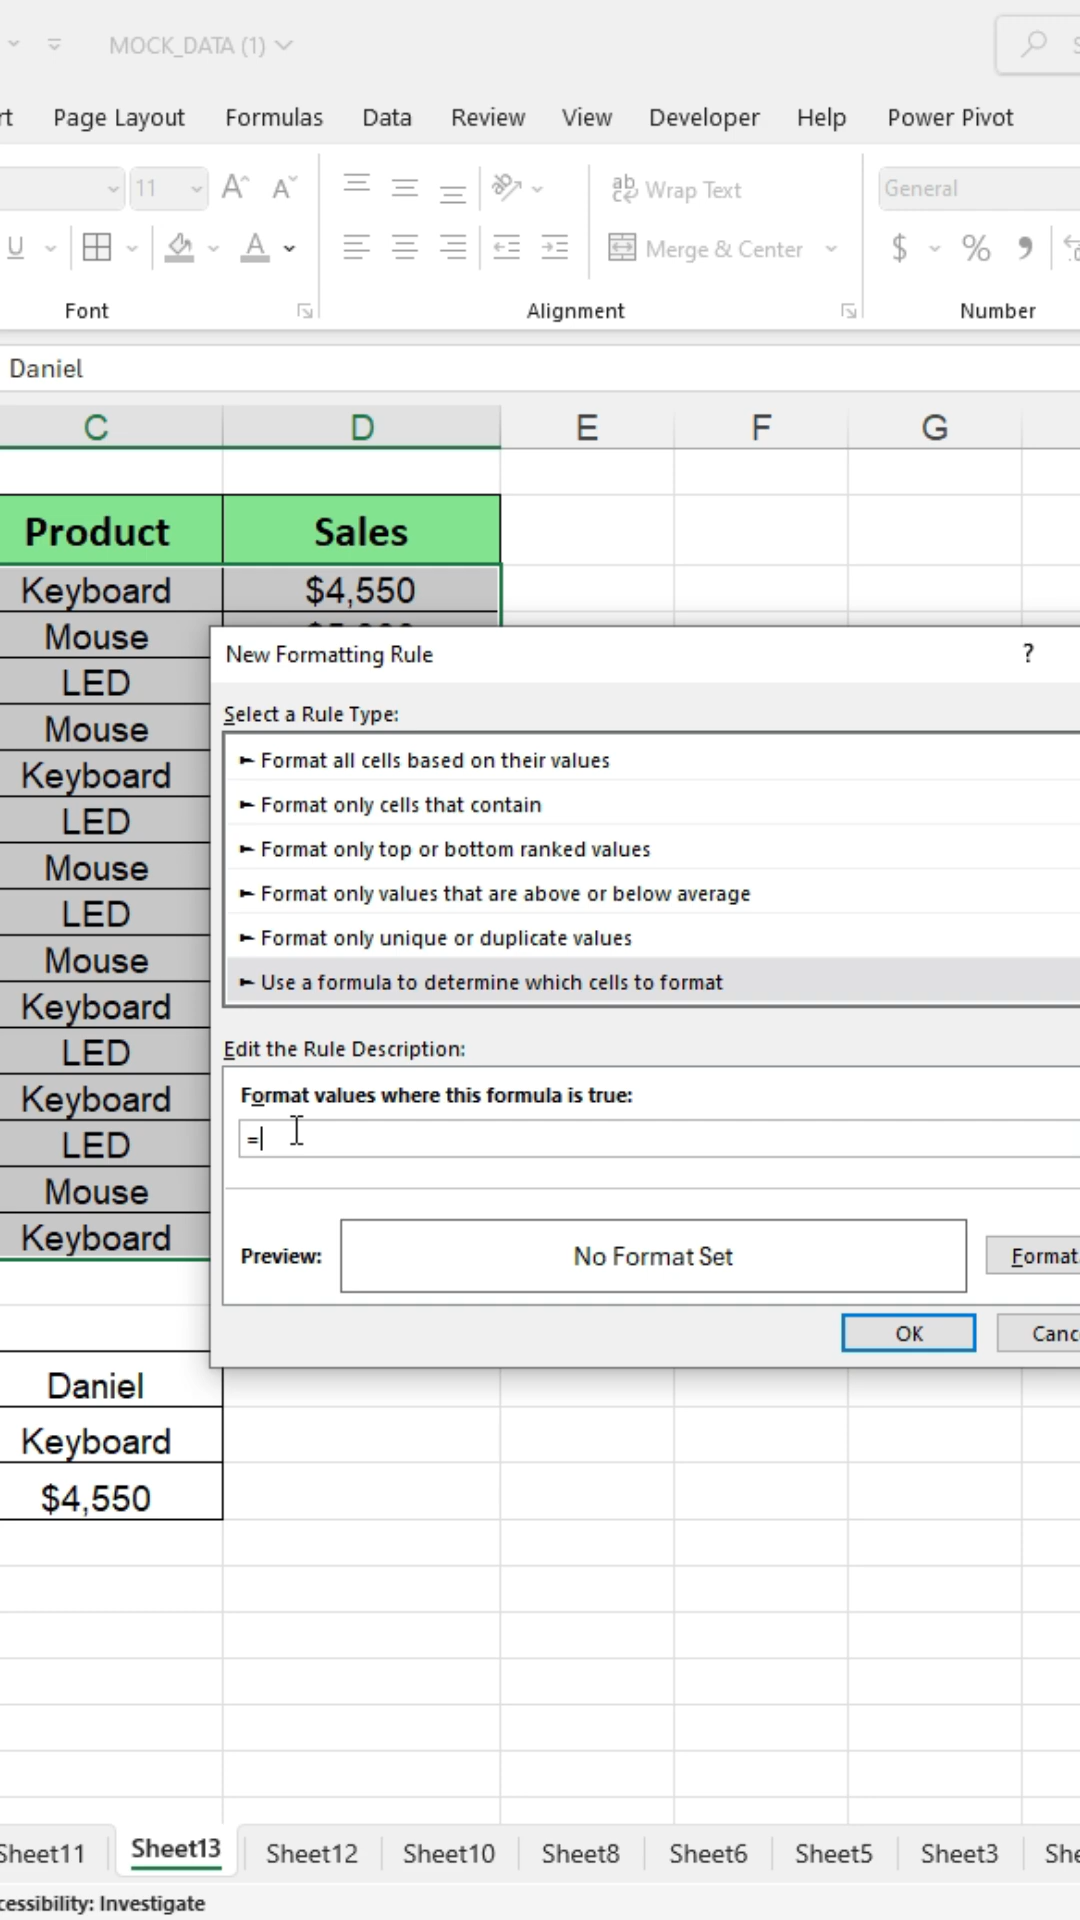 MOCK_DATA (1)
Page Layout Formulas Data Review View Developer Help Power Pivot
11 A A ab Wrap Text General
U A Merge & Center $ % ,
Font Alignment Number
Daniel
C D E F G
Product Sales
Keyboard $4,550
Mouse
LED
Mouse
Keyboard
LED
Mouse
LED
Mouse
Keyboard
LED
Keyboard
LED
Mouse
Keyboard
New Formatting Rule ?
Select a Rule Type:
► Format all cells based on their values
► Format only cells that contain
► Format only top or bottom ranked values
► Format only values that are above or below average
► Format only unique or duplicate values
► Use a formula to determine which cells to format
Edit the Rule Description:
Format values where this formula is true:
=
Preview: No Format Set Format
OK Canc
Daniel
Keyboard
$4,550
Sheet11 Sheet13 Sheet12 Sheet10 Sheet8 Sheet6 Sheet5 Sheet3 She
cessibility: Investigate